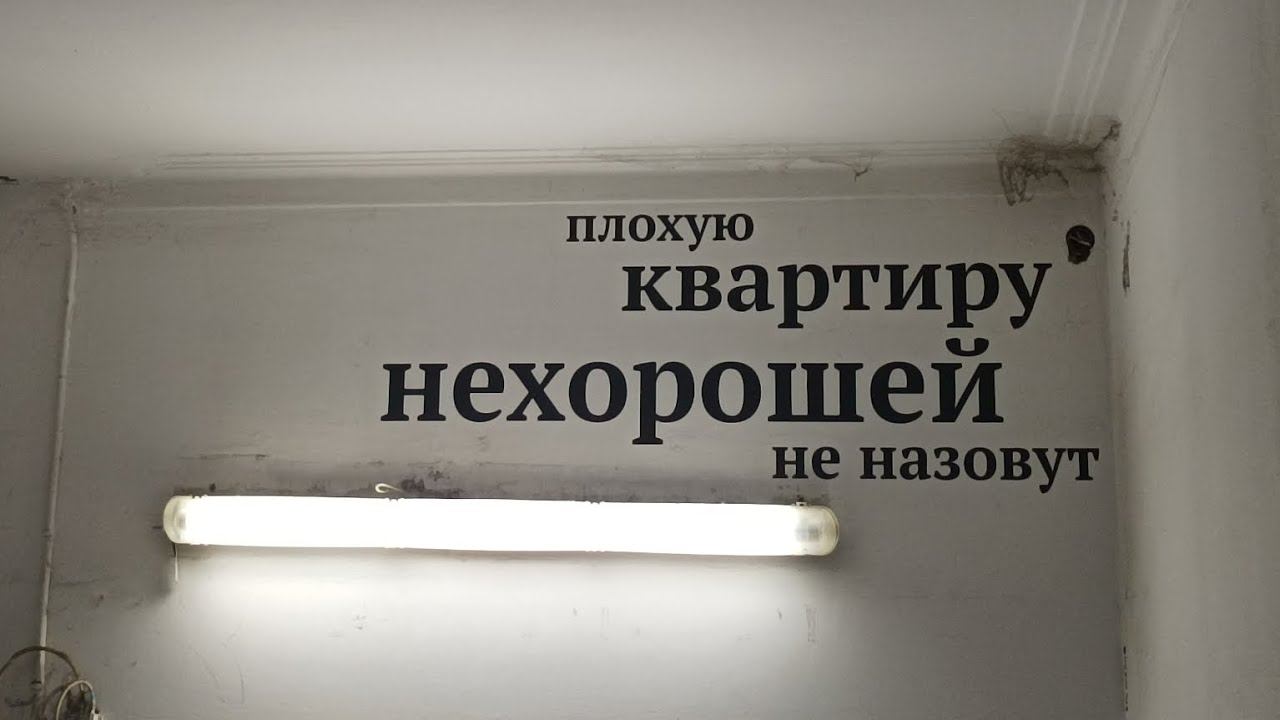 плохую
квартиру
нехорошей
не назовут